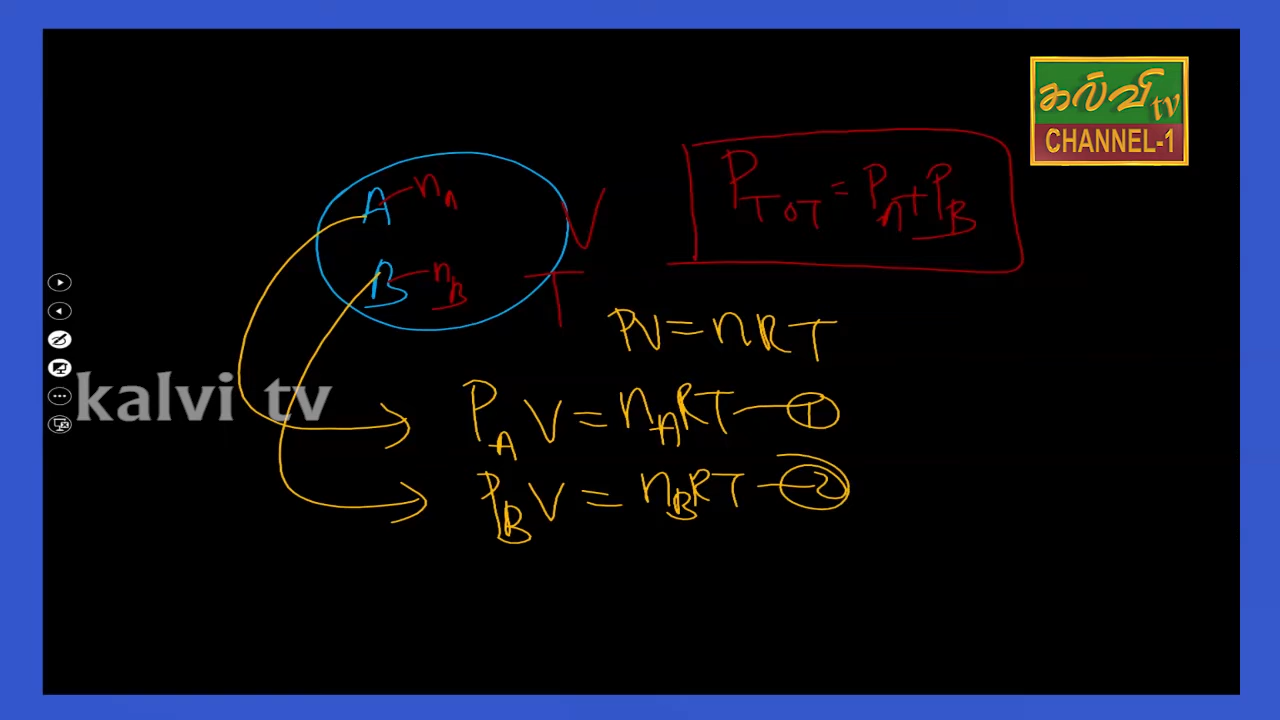 கல்வி tv
CHANNEL-1
A - nA
B - nB
V
T
PTOT = PA + PB
PV = nRT
PAV = nART - ①
PBV = nBRT - ②
kalvi tv